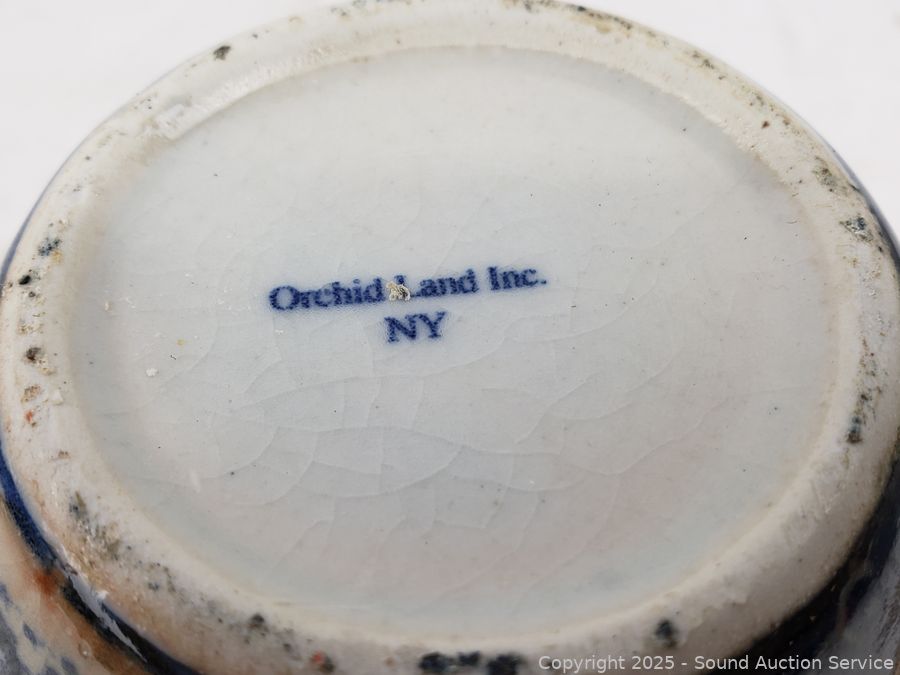 Orchid Land Inc.
NY
Copyright 2025 - Sound Auction Service